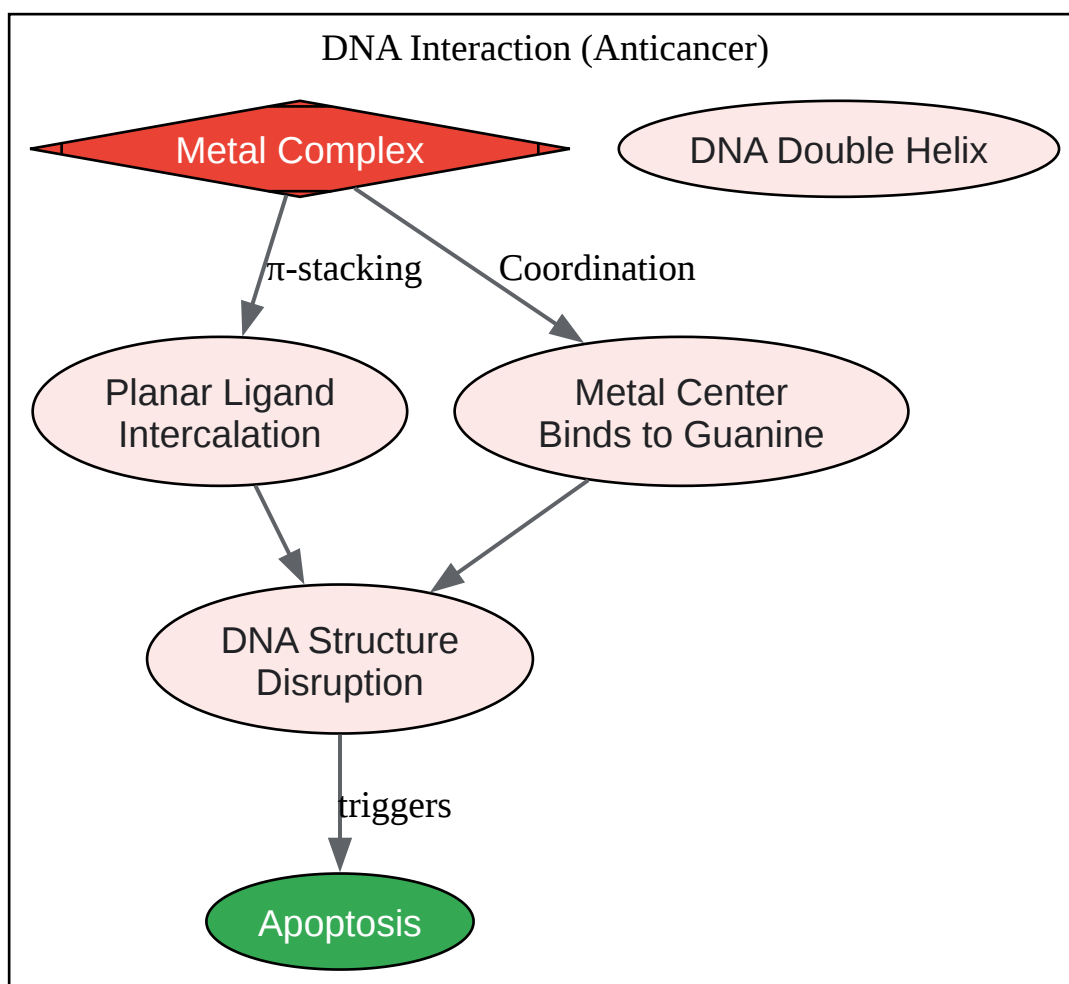 DNA Interaction (Anticancer)
Metal Complex
DNA Double Helix
π-stacking
Coordination
Planar Ligand
Intercalation
Metal Center
Binds to Guanine
DNA Structure
Disruption
triggers
Apoptosis